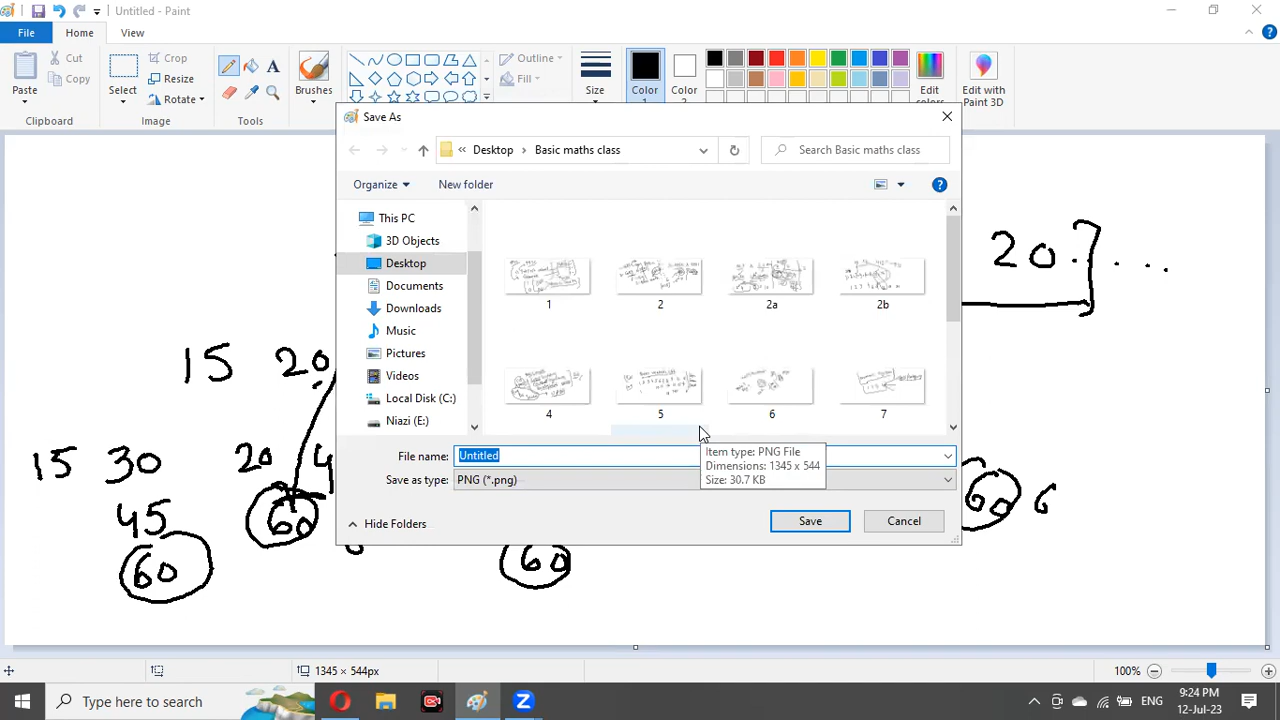 Untitled - Paint
File Home View
Paste Cut Copy Clipboard
Select Crop Resize Rotate Image
Tools
Brushes
Outline
Fill
Size
Color 1
Color 2
Edit colors
Edit with Paint 3D
Save As
« Desktop › Basic maths class
Search Basic maths class
Organize New folder
This PC
3D Objects
Desktop
Documents
Downloads
Music
Pictures
Videos
Local Disk (C:)
Niazi (E:)
1 2 2a 2b
4 5 6 7
Item type: PNG File
Dimensions: 1345 x 544
Size: 30.7 KB
File name: Untitled
Save as type: PNG (*.png)
Hide Folders Save Cancel
20.] . . .
15 20
15 30 20 4
45 60 60 6
60 60
1345 × 544px 100%
Type here to search
ENG 9:24 PM
12-Jul-23